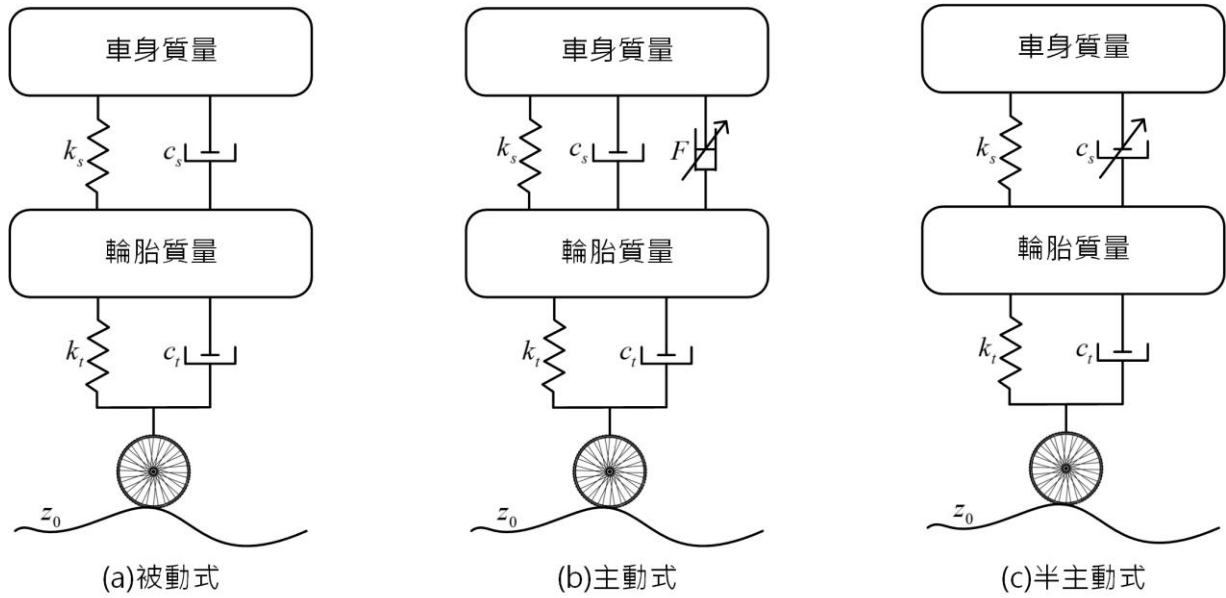 車身質量
k_s
c_s
輪胎質量
k_t
c_t
z_0
(a)被動式
車身質量
k_s
c_s
F
輪胎質量
k_t
c_t
z_0
(b)主動式
車身質量
k_s
c_s
輪胎質量
k_t
c_t
z_0
(c)半主動式